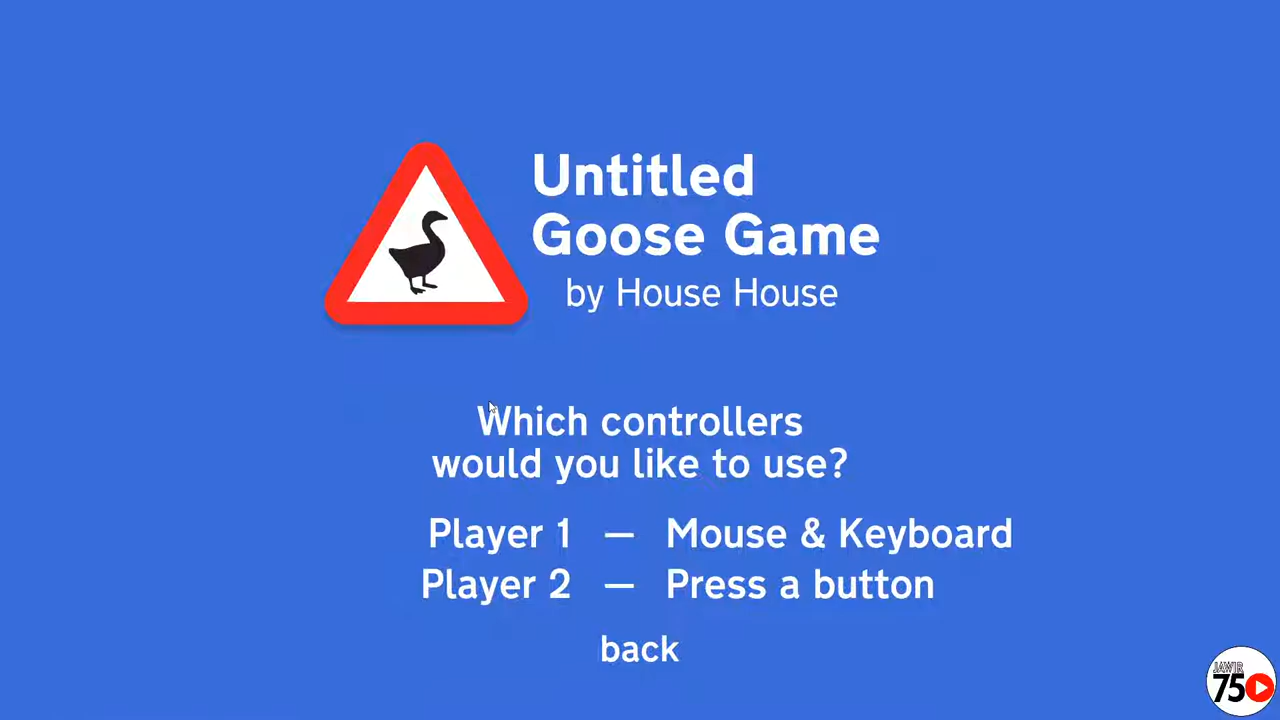 Untitled
Goose Game
by House House
Which controllers
would you like to use?
Player 1 — Mouse & Keyboard
Player 2 — Press a button
back
JAWIR
75